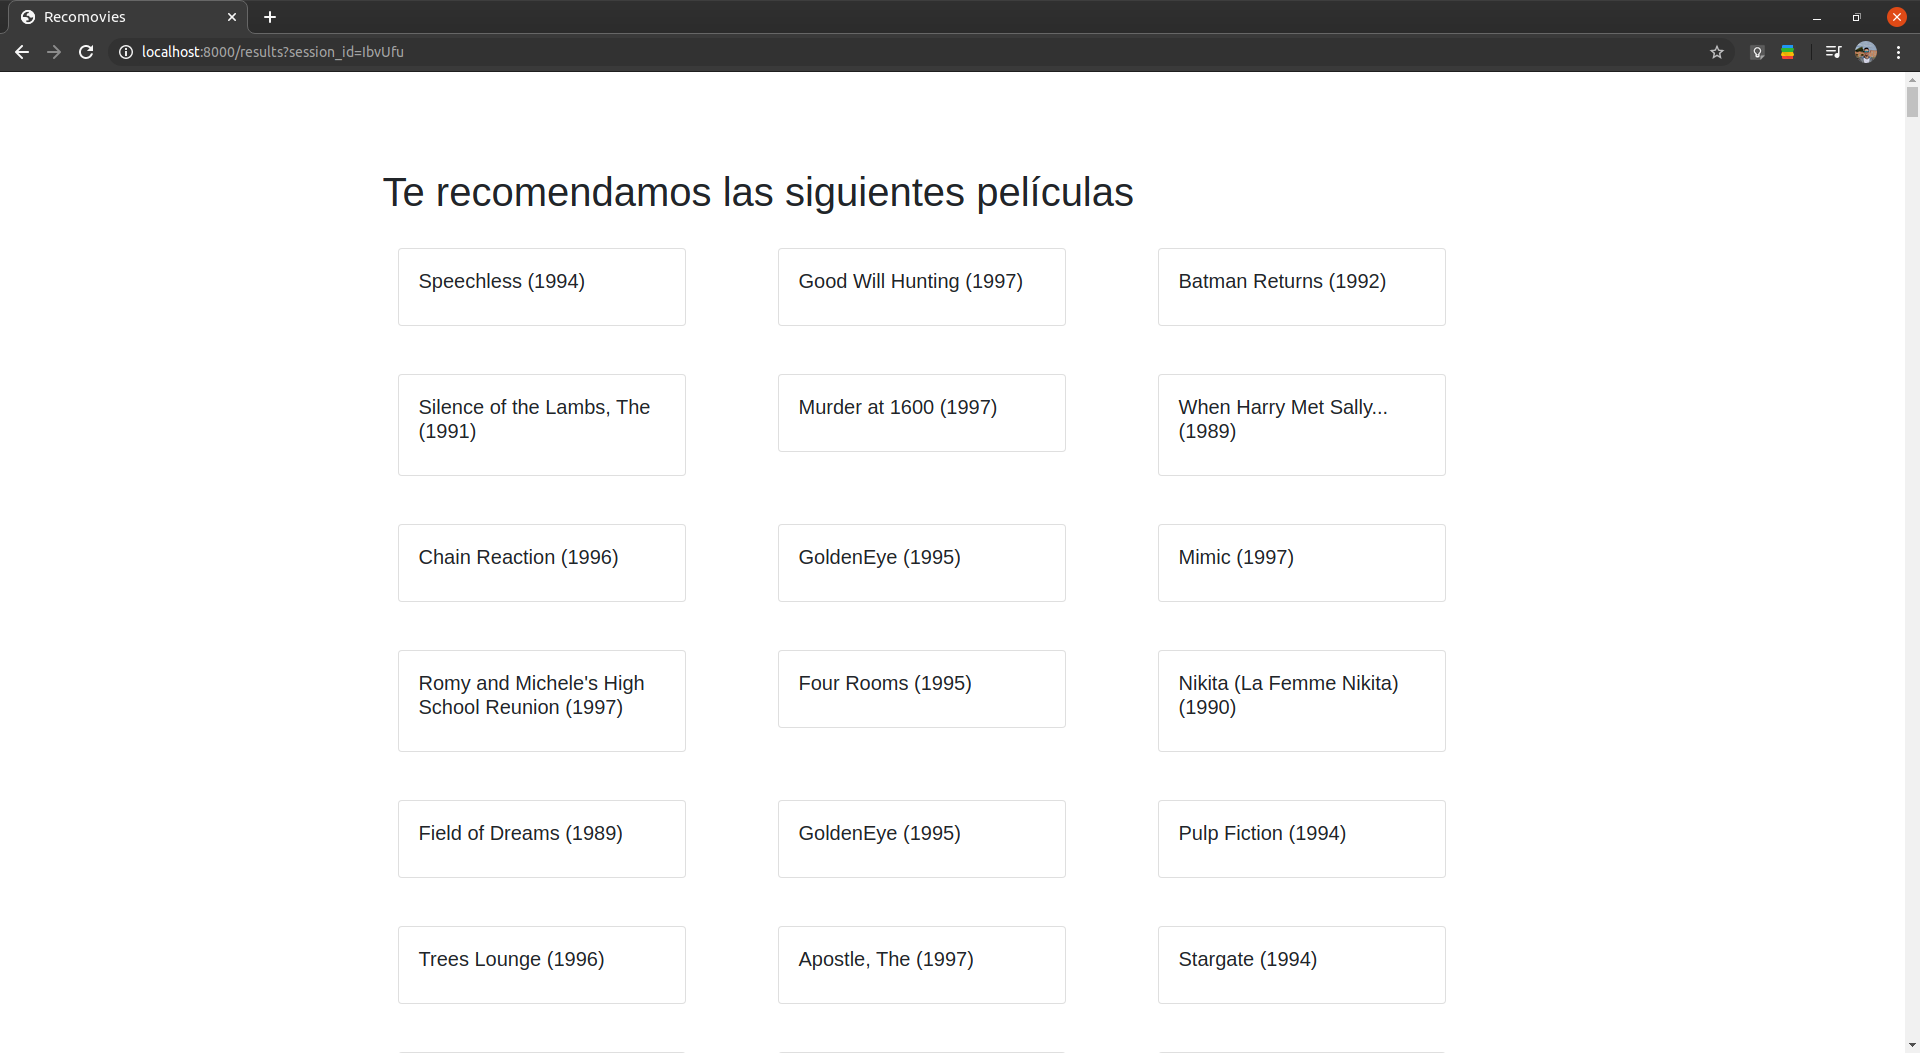 Recomovies
localhost:8000/results?session_id=IbvUfu
Te recomendamos las siguientes películas
Speechless (1994)
Good Will Hunting (1997)
Batman Returns (1992)
Silence of the Lambs, The
(1991)
Murder at 1600 (1997)
When Harry Met Sally...
(1989)
Chain Reaction (1996)
GoldenEye (1995)
Mimic (1997)
Romy and Michele's High
School Reunion (1997)
Four Rooms (1995)
Nikita (La Femme Nikita)
(1990)
Field of Dreams (1989)
GoldenEye (1995)
Pulp Fiction (1994)
Trees Lounge (1996)
Apostle, The (1997)
Stargate (1994)